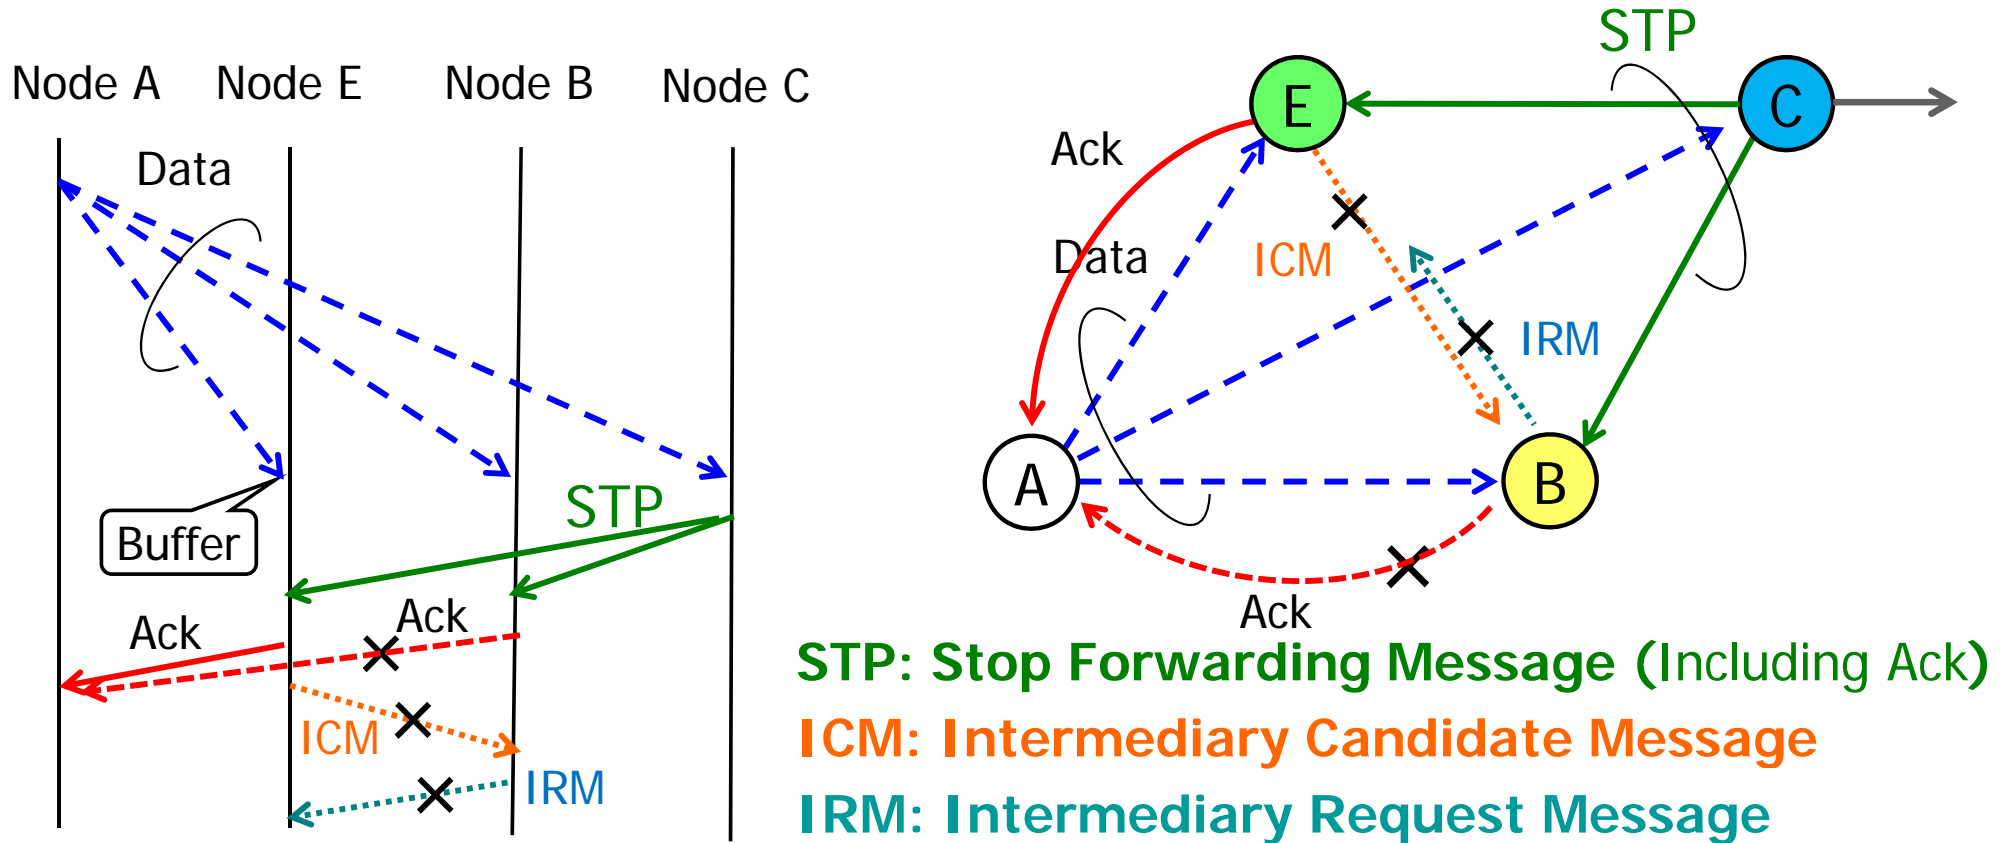 Node A Node E Node B Node C
Data
Buffer
STP
Ack
Ack
ICM
IRM
STP
E
C
Ack
Data
ICM
IRM
A
B
Ack
STP: Stop Forwarding Message (Including Ack)
ICM: Intermediary Candidate Message
IRM: Intermediary Request Message